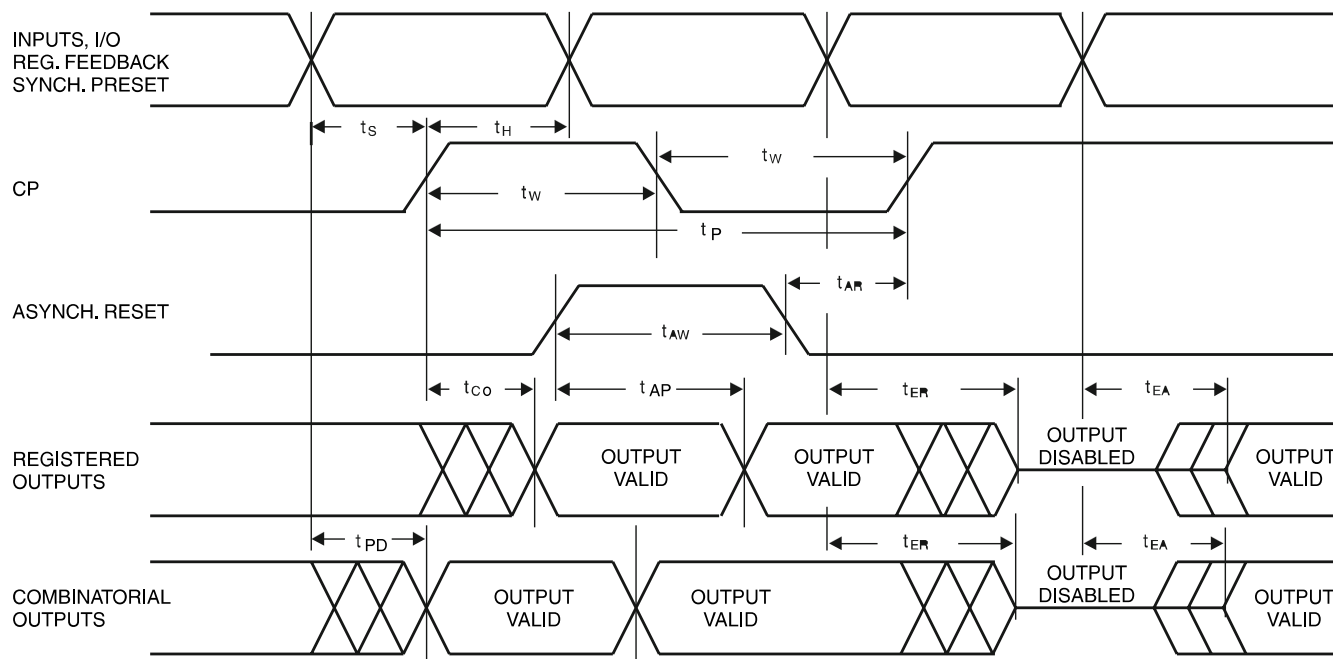 INPUTS, I/O
REG. FEEDBACK
SYNCH. PRESET
tS
tH
CP
tW
tW
tP
ASYNCH. RESET
tAR
tAW
tCO
tAP
tER
tEA
REGISTERED
OUTPUTS
OUTPUT
VALID
OUTPUT
VALID
OUTPUT
DISABLED
OUTPUT
VALID
tPD
tER
tEA
COMBINATORIAL
OUTPUTS
OUTPUT
VALID
OUTPUT
VALID
OUTPUT
DISABLED
OUTPUT
VALID